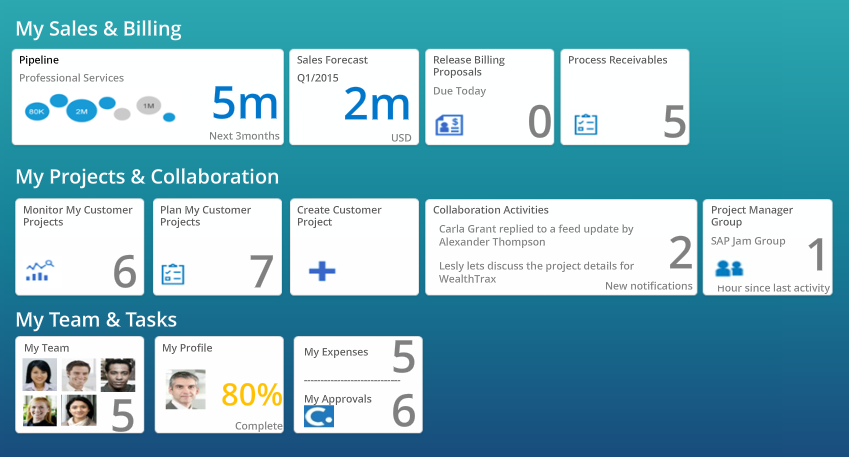 My Sales & Billing
Pipeline
Professional Services
80K
2M
1M
5m
Next 3months
Sales Forecast
Q1/2015
2m
USD
Release Billing
Proposals
Due Today
0
Process Receivables
5
My Projects & Collaboration
Monitor My Customer
Projects
6
Plan My Customer
Projects
7
Create Customer
Project
Collaboration Activities
Carla Grant replied to a feed update by
Alexander Thompson
Lesly lets discuss the project details for
WealthTrax
2
New notifications
Project Manager
Group
SAP Jam Group
1
Hour since last activity
My Team & Tasks
My Team
5
My Profile
80%
Complete
My Expenses
5
------------------------------
My Approvals
C.
6